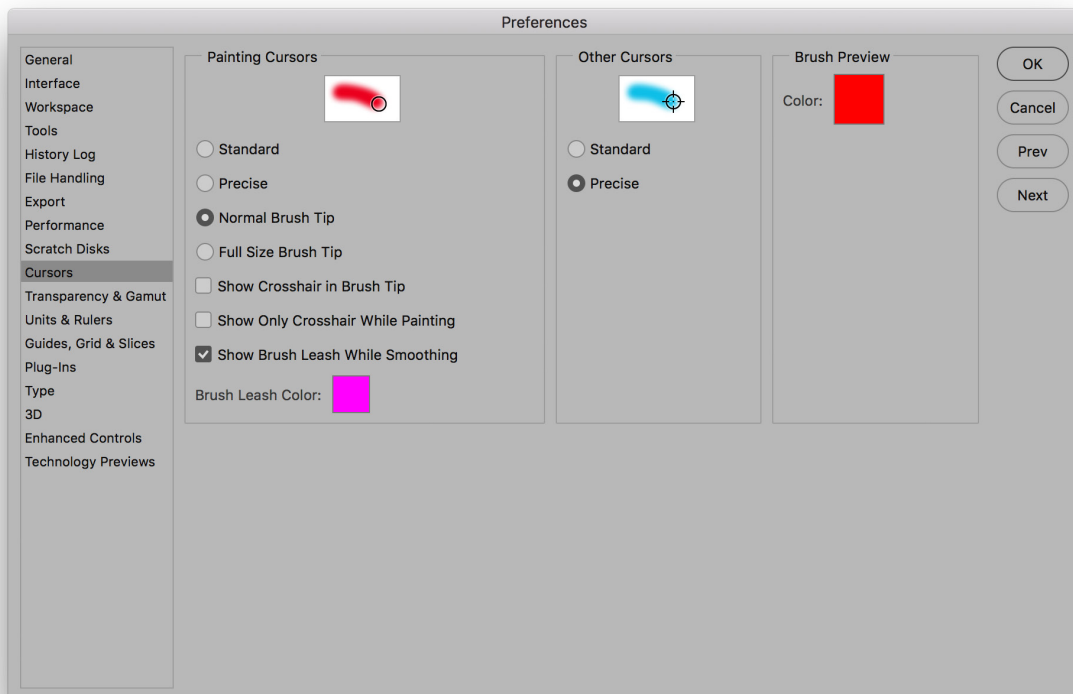 Preferences
General
Interface
Workspace
Tools
History Log
File Handling
Export
Performance
Scratch Disks
Cursors
Transparency & Gamut
Units & Rulers
Guides, Grid & Slices
Plug-Ins
Type
3D
Enhanced Controls
Technology Previews
Painting Cursors
Standard
Precise
Normal Brush Tip
Full Size Brush Tip
Show Crosshair in Brush Tip
Show Only Crosshair While Painting
Show Brush Leash While Smoothing
Brush Leash Color:
Other Cursors
Standard
Precise
Brush Preview
Color:
OK
Cancel
Prev
Next